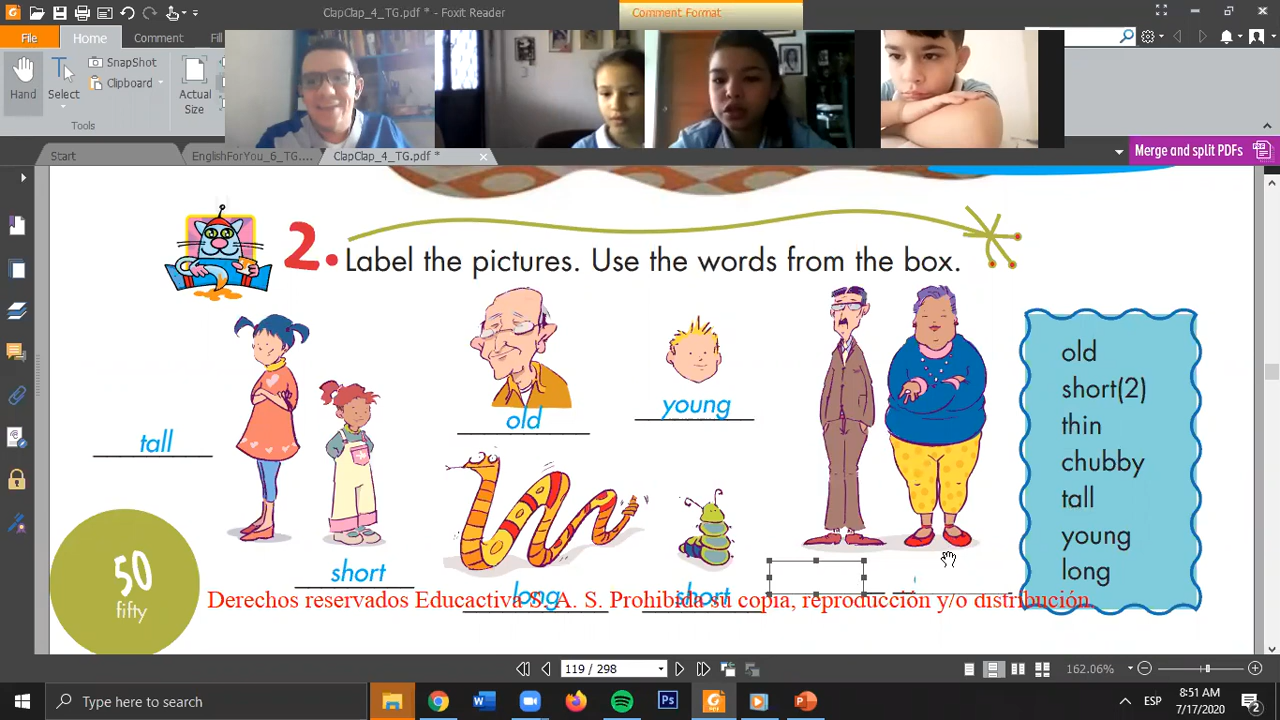 ClapClap_4_TG.pdf * - Foxit Reader
Comment Format
File
Home
Comment
Fill
SnapShot
Clipboard
Hand
Select
Actual
Size
Tools
Start
EnglishForYou_6_TG....
ClapClap_4_TG.pdf *
Merge and split PDFs
2. Label the pictures. Use the words from the box.
old
short(2)
thin
chubby
tall
young
long
tall
old
young
short
long
short
50
fifty
Derechos reservados Educactiva S. A. S. Prohibida su copia, reproducción y/o distribución.
119 / 298
162.06%
Type here to search
ESP
8:51 AM
7/17/2020
2